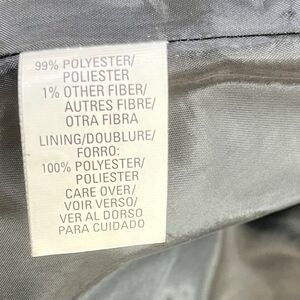 99% POLYESTER/
POLIESTER
1% OTHER FIBER/
AUTRES FIBRE/
OTRA FIBRA
LINING/DOUBLURE/
FORRO:
100% POLYESTER/
POLIESTER
CARE OVER/
VOIR VERSO/
VER AL DORSO
PARA CUIDADO